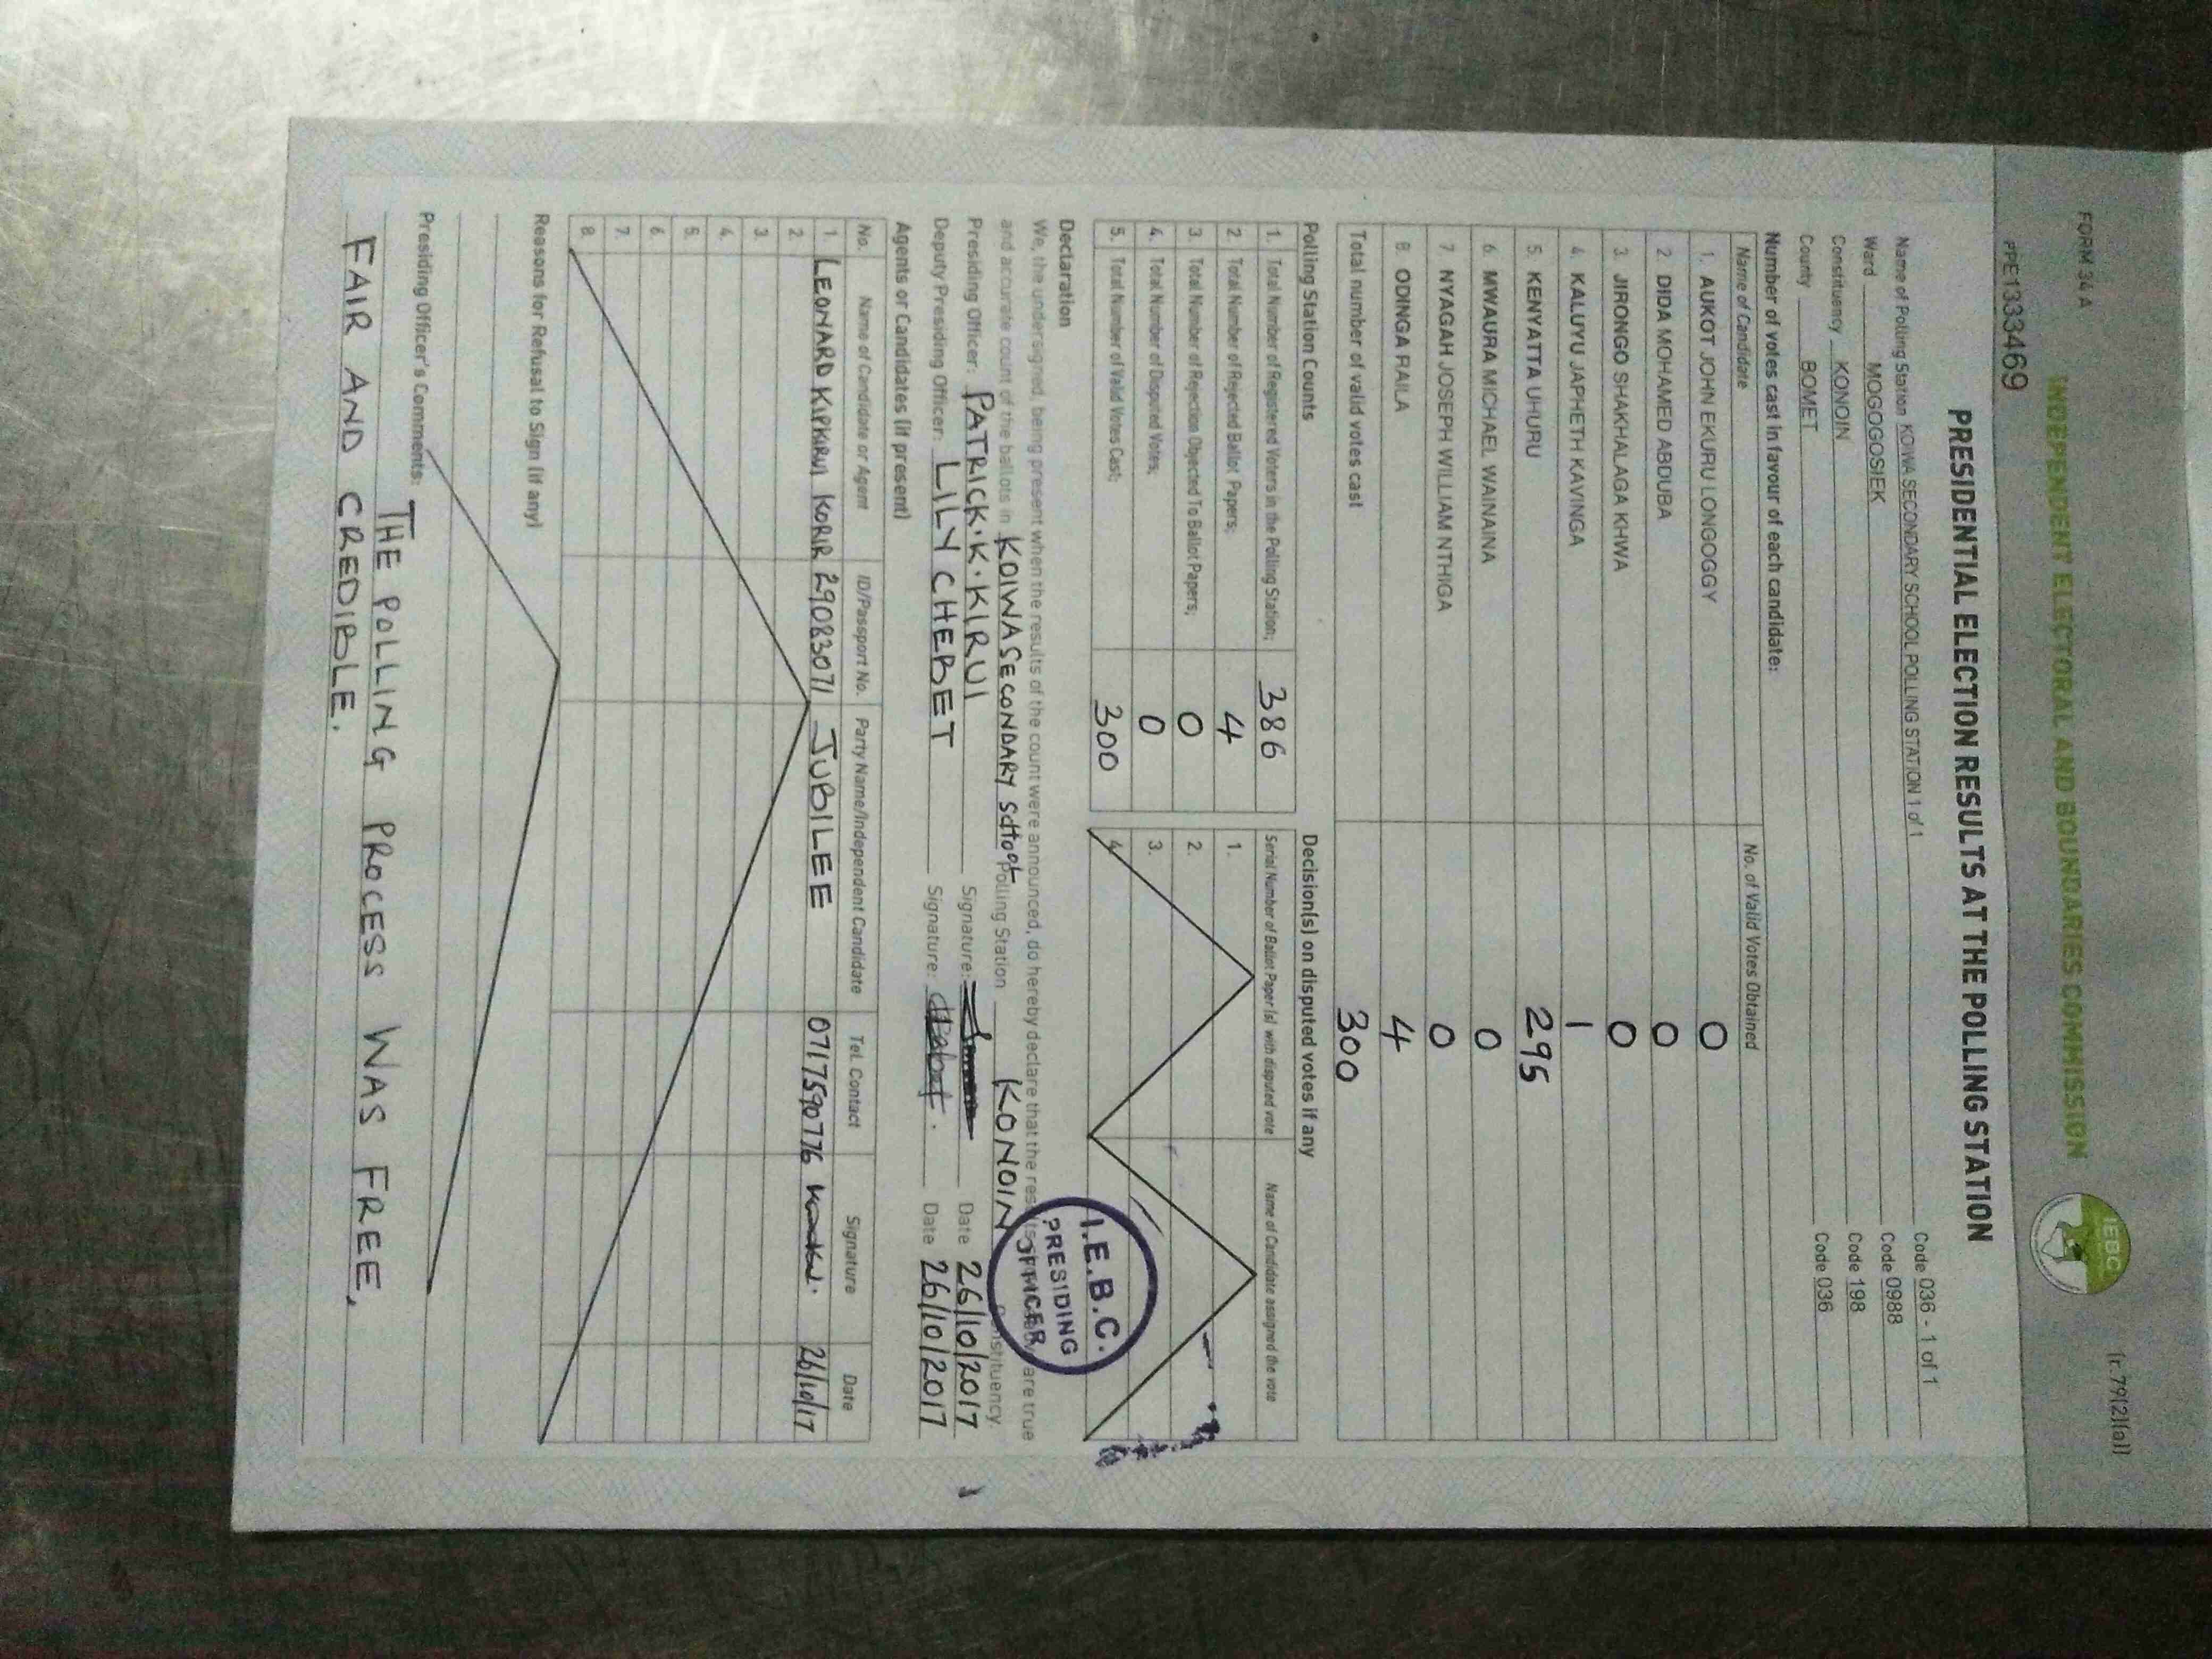 FORM 34 A
(r.79(2)(a))
INDEPENDENT ELECTORAL AND BOUNDARIES COMMISSION
IEBC
PPE1333469
PRESIDENTIAL ELECTION RESULTS AT THE POLLING STATION
Name of Polling Station KOIWA SECONDARY SCHOOL POLLING STATION 1 of 1 Code 036 - 1 of 1
Ward MOGOGOSIEK Code 0988
Constituency KONOIN Code 198
County BOMET Code 036
Number of votes cast in favour of each candidate:
Name of Candidate No. of Valid Votes Obtained
1. AUKOT JOHN EKURU LONGOGGY 0
2 DIDA MOHAMED ABDUBA 0
3. JIRONGO SHAKHALAGA KHWA 0
4. KALUYU JAPHETH KAVINGA 1
5. KENYATTA UHURU 295
6. MWAURA MICHAEL WAINAINA 0
7. NYAGAH JOSEPH WILLIAM NTHIGA 0
8. ODINGA RAILA 4
Total number of valid votes cast 300
Polling Station Counts Decision(s) on disputed votes if any
1. Total Number of Registered Voters in the Polling Station; 386
2. Total Number of Rejected Ballot Papers; 4
3. Total Number of Rejection Objected To Ballot Papers; 0
4. Total Number of Disputed Votes; 0
5. Total Number of Valid Votes Cast; 300
Serial Number of Ballot Paper (s) with disputed vote Name of Candidate assigned the vote
1.
2.
3.
4.
I.E.B.C.
PRESIDING
OFFICER
Declaration
We, the undersigned, being present when the results of the count were announced, do hereby declare that the are true
and accurate count of the ballots in KOIWA SECONDARY SCHOOL Polling Station KONOIN Constituency.
Presiding Officer: PATRICK.K.KIRUI Signature: Date 26/10/2017
Deputy Presiding Officer: LILY CHEBET Signature: Date 26/10/2017
Agents or Candidates (if present)
No. Name of Candidate or Agent ID/Passport No. Party Name/Independent Candidate Tel. Contact Signature Date
1. LEONARD KIPKIRUI KORIR 29083071 JUBILEE 0717590776 26/10/17
2.
3.
4.
5.
6.
7.
8.
Reasons for Refusal to Sign (if any)
Presiding Officer's Comments: THE POLLING PROCESS WAS FREE,
FAIR AND CREDIBLE.